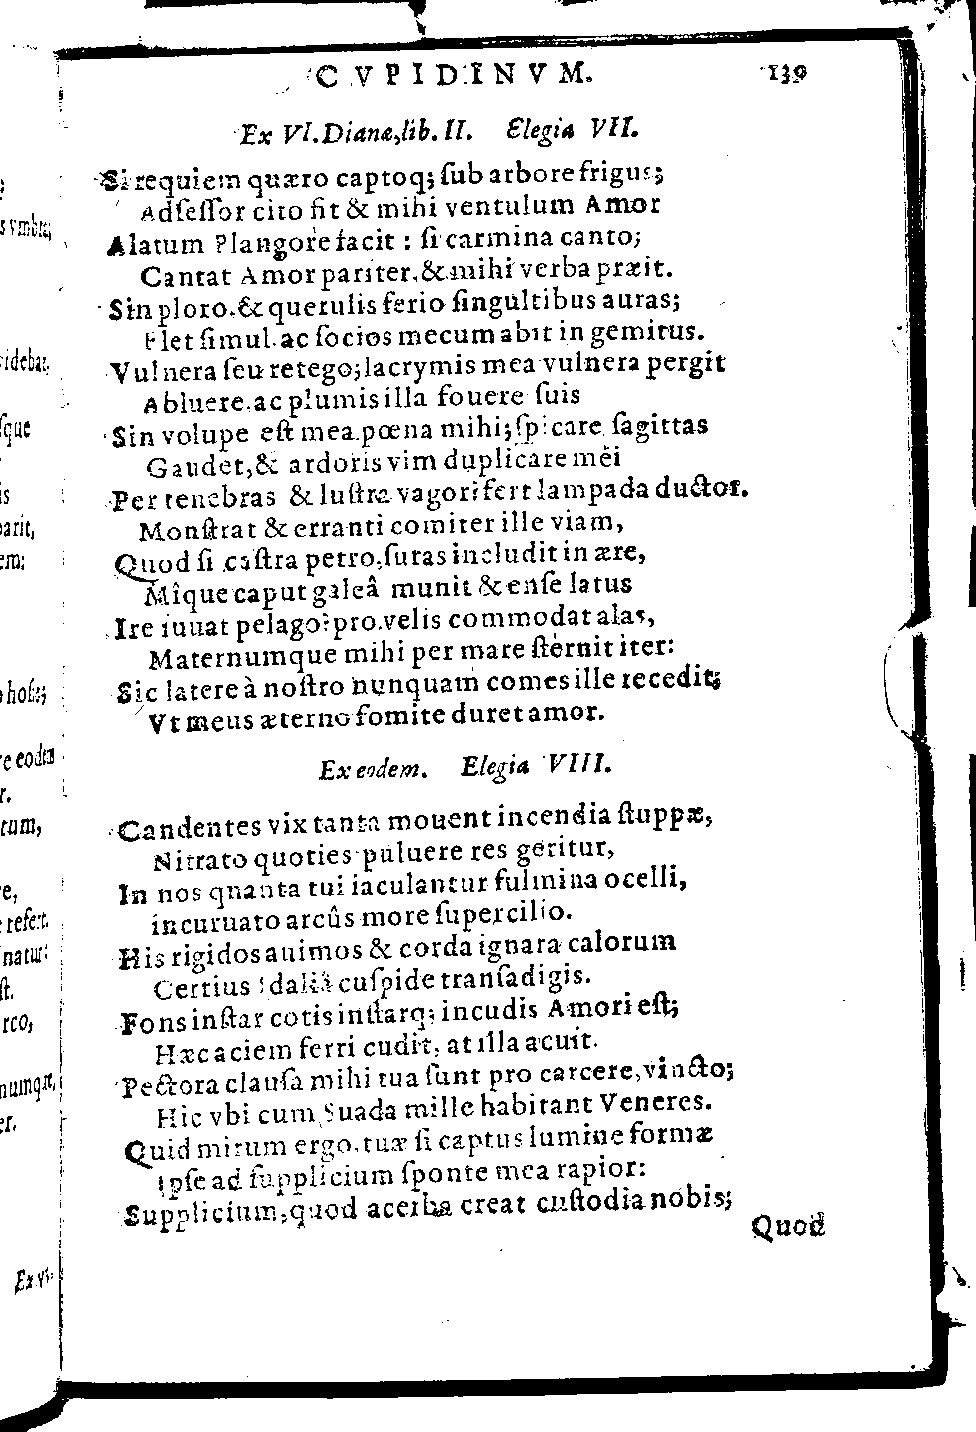 CVPIDINVM. 139
Ex VI. Dianæ, lib. II. Elegia VII.
Si requiem quæro captoq; ſub arbore frigus;
Adſeſſor cito fit & mihi ventulum Amor
Alatum Plangore facit : ſi carmina canto;
Cantat Amor pariter, & mihi verba præit.
Sin ploro, & querulis ferio ſingultibus auras;
Flet ſimul, ac ſocios mecum abit in gemitus.
Vulnera ſeu retego; lacrymis mea vulnera pergit
Abluere, ac plumis illa fouere ſuis
Sin volupe eſt mea pœna mihi; ſpicare ſagittas
Gaudet, & ardoris vim duplicare mei
Per tenebras & luſtra vagor? fert lampada ductor.
Monſtrat & erranti comiter ille viam,
Quod ſi caſtra petro, ſuras includit in ære,
Mîque caput galeâ munit & enſe latus
Ire iuuat pelago? pro velis commodat alas,
Maternumque mihi per mare ſternit iter:
Sic latere à noſtro nunquam comes ille recedit;
Vt meus æterno fomite duret amor.
Ex eodem. Elegia VIII.
Candentes vix tanta mouent incendia ſtuppæ,
Nitrato quoties puluere res geritur,
In nos quanta tui iaculantur fulmina ocelli,
incuruato arcûs more ſupercilio.
His rigidos animos & corda ignara calorum
Certius Idaliâ cuſpide tranſadigis.
Fons inſtar cotis inſtarq; incudis Amori eſt;
Hæc aciem ferri cudit, at illa acuit.
Pectora clauſa mihi tua ſunt pro carcere, vincto;
Hic vbi cum Suada mille habitant Veneres.
Quid mirum ergo, tuæ ſi captus lumine formæ
Ipſe ad ſupplicium ſponte mea rapior:
Supplicium, quod acerba creat cuſtodia nobis;
Quod